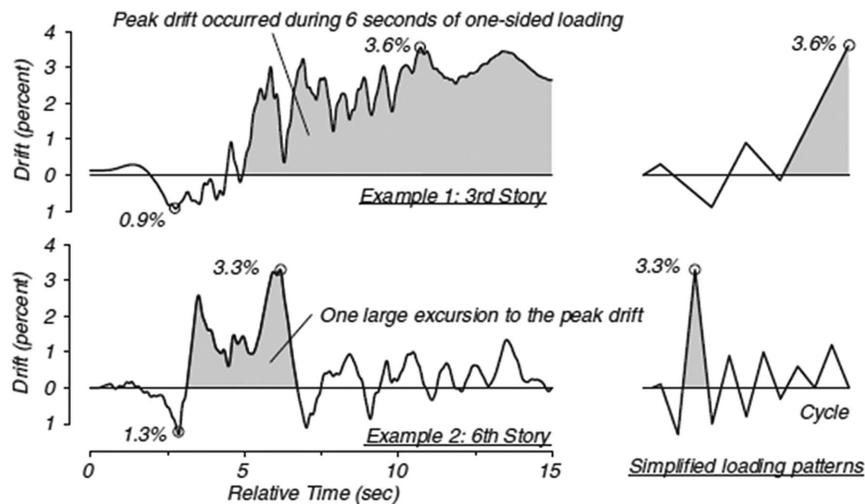 Peak drift occurred during 6 seconds of one-sided loading
4
3
2
1
0
1
Drift (percent)
3.6%
0.9%
Example 1: 3rd Story
3.6%
4
3
2
1
0
1
Drift (percent)
3.3%
One large excursion to the peak drift
1.3%
Example 2: 6th Story
0
5
10
15
Relative Time (sec)
3.3%
Cycle
Simplified loading patterns